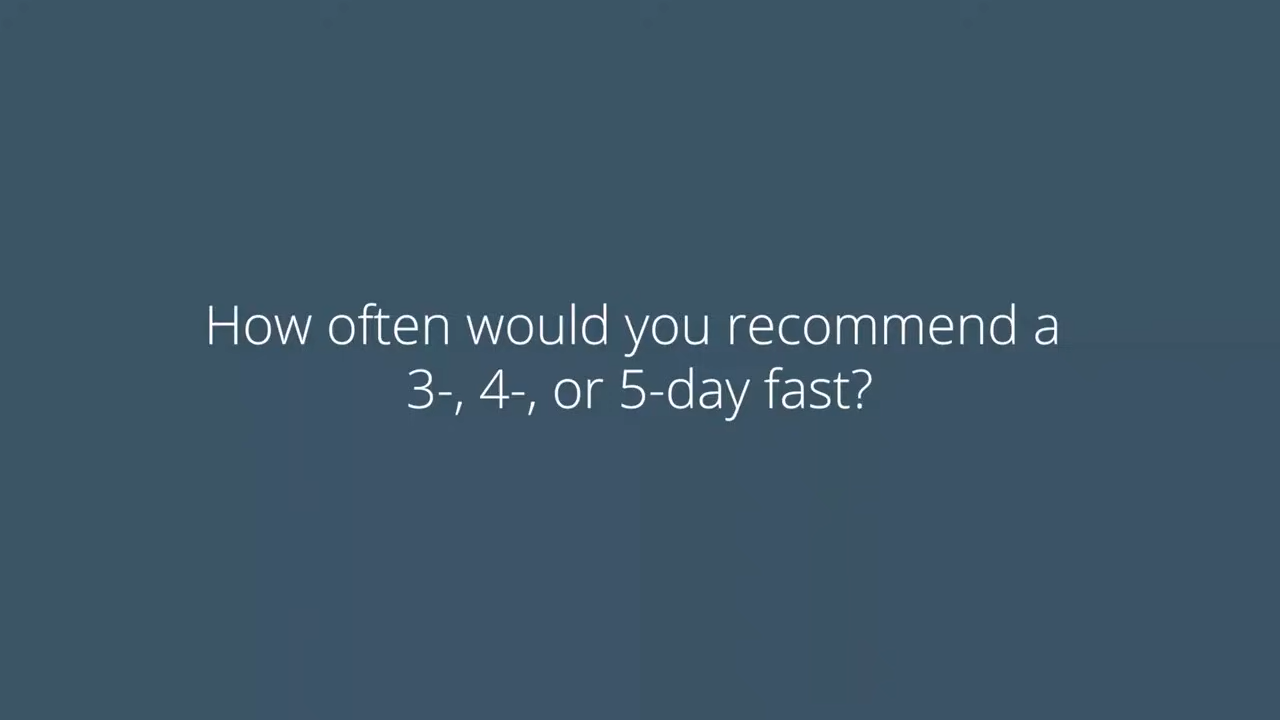 How often would you recommend a
3-, 4-, or 5-day fast?